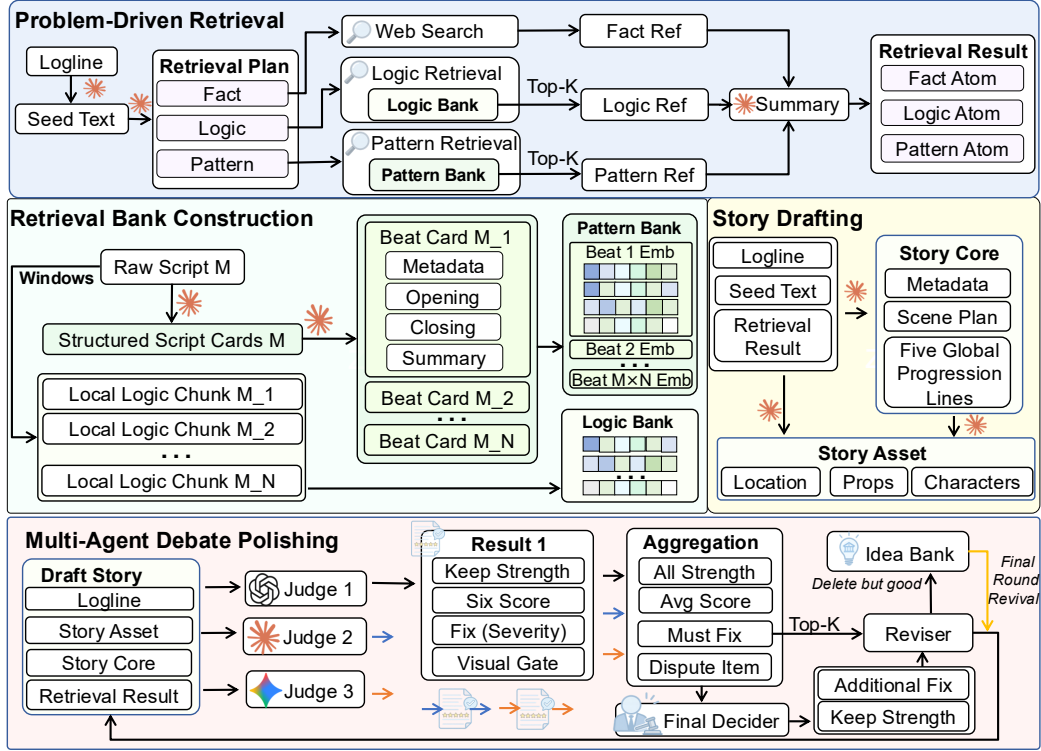 Problem-Driven Retrieval
Logline
Seed Text
Retrieval Plan
Fact
Logic
Pattern
Web Search
Logic Retrieval
Logic Bank
Pattern Retrieval
Pattern Bank
Top-K
Top-K
Fact Ref
Logic Ref
Pattern Ref
Summary
Retrieval Result
Fact Atom
Logic Atom
Pattern Atom
Retrieval Bank Construction
Windows
Raw Script M
Structured Script Cards M
Local Logic Chunk M_1
Local Logic Chunk M_2
...
Local Logic Chunk M_N
Beat Card M_1
Metadata
Opening
Closing
Summary
Beat Card M_2
...
Beat Card M_N
Pattern Bank
Beat 1 Emb
Beat 2 Emb
...
Beat M×N Emb
Logic Bank
...
Story Drafting
Logline
Seed Text
Retrieval
Result
Story Core
Metadata
Scene Plan
Five Global
Progression
Lines
Story Asset
Location
Props
Characters
Multi-Agent Debate Polishing
Draft Story
Logline
Story Asset
Story Core
Retrieval Result
Judge 1
Judge 2
Judge 3
Result 1
Keep Strength
Six Score
Fix (Severity)
Visual Gate
Aggregation
All Strength
Avg Score
Must Fix
Dispute Item
Top-K
Final Decider
Idea Bank
Delete but good
Final
Round
Revival
Reviser
Additional Fix
Keep Strength